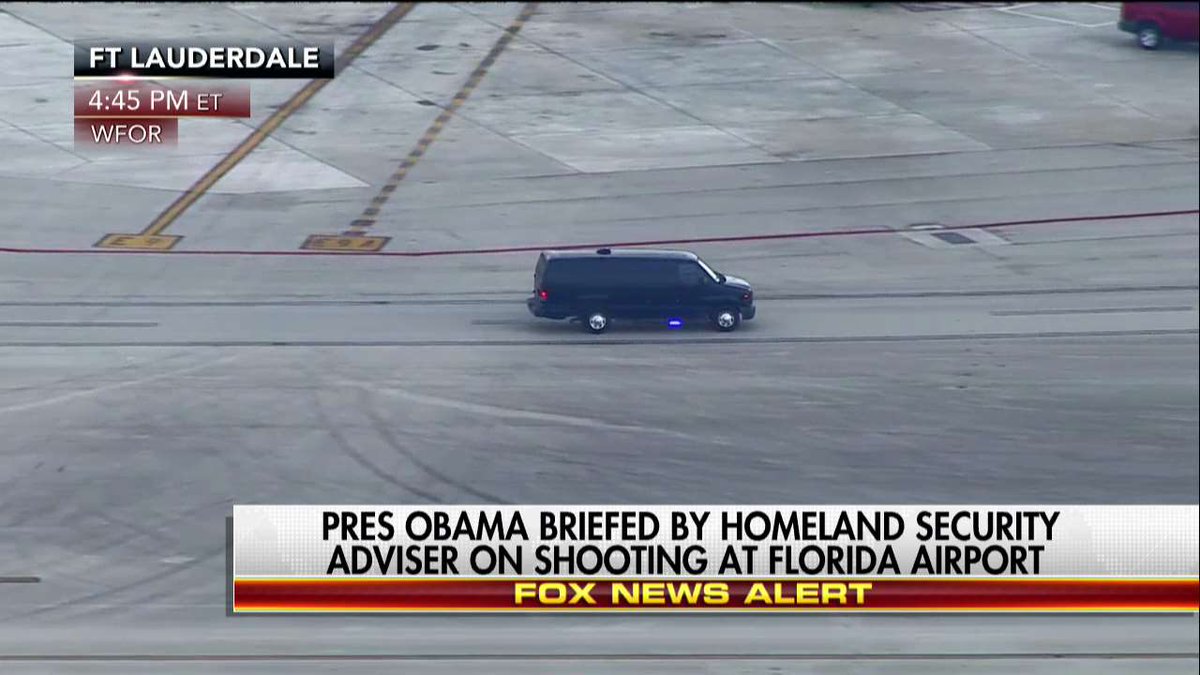 FT LAUDERDALE
4:45 PM ET
WFOR
PRES OBAMA BRIEFED BY HOMELAND SECURITY
ADVISER ON SHOOTING AT FLORIDA AIRPORT
FOX NEWS ALERT